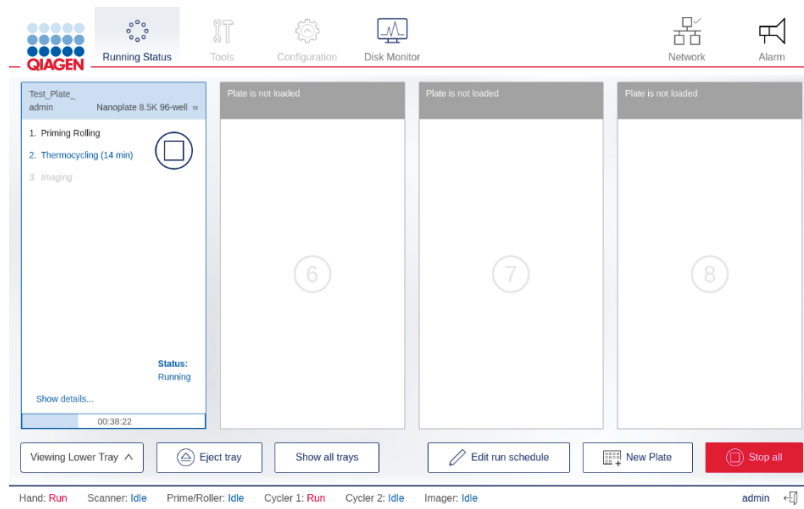 QIAGEN
Running Status
Tools
Configuration
Disk Monitor
Network
Alarm
Test_Plate_
admin Nanoplate 8.5K 96-well
1. Priming Rolling
2. Thermocycling (14 min)
3. Imaging
Status:
Running
Show details...
00:38:22
Plate is not loaded
6
Plate is not loaded
7
Plate is not loaded
8
Viewing Lower Tray
Eject tray
Show all trays
Edit run schedule
New Plate
Stop all
Hand: Run Scanner: Idle Prime/Roller: Idle Cycler 1: Run Cycler 2: Idle Imager: Idle admin